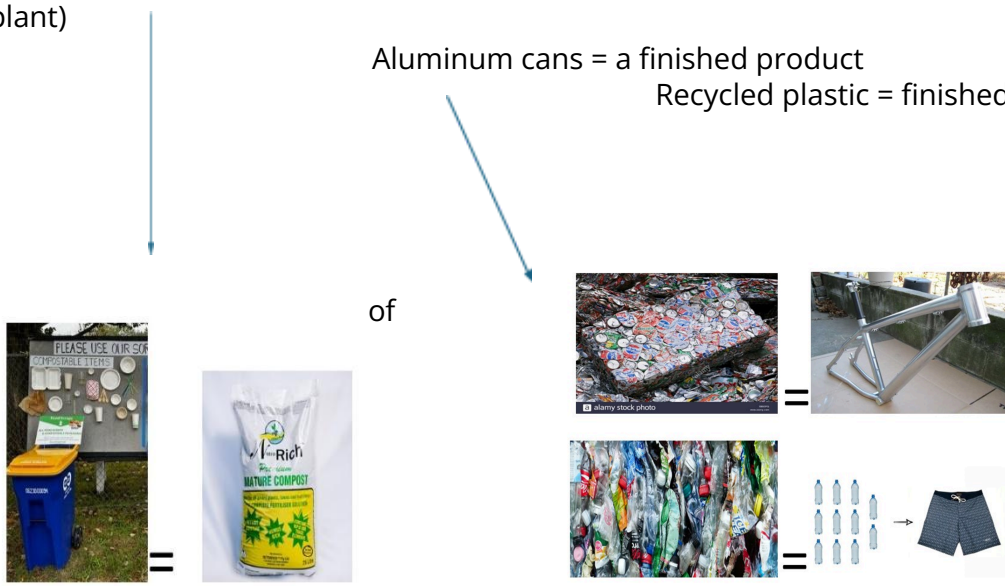 plant)
Aluminum cans = a finished product
Recycled plastic = finished
of
PLEASE USE OUR SOR
COMPOSTABLE ITEMS
Rich
Premium
MATURE COMPOST
a alamy stock photo
=
=
=
=